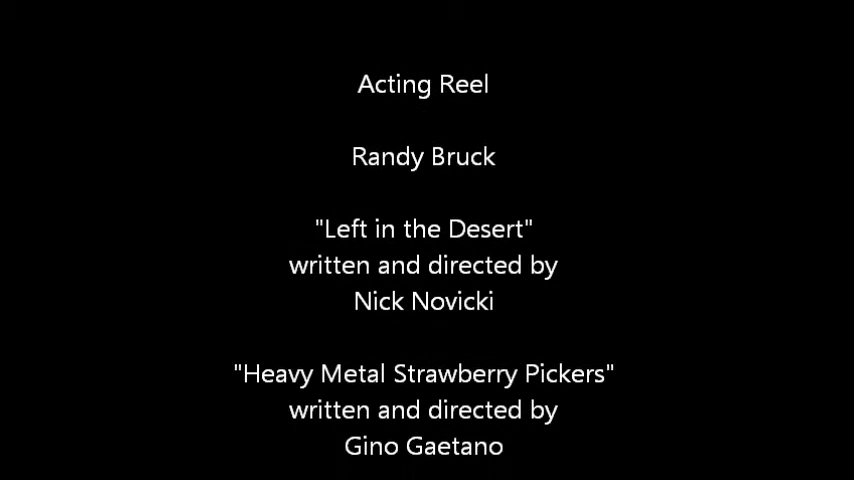 Acting Reel
Randy Bruck
"Left in the Desert"
written and directed by
Nick Novicki
"Heavy Metal Strawberry Pickers"
written and directed by
Gino Gaetano